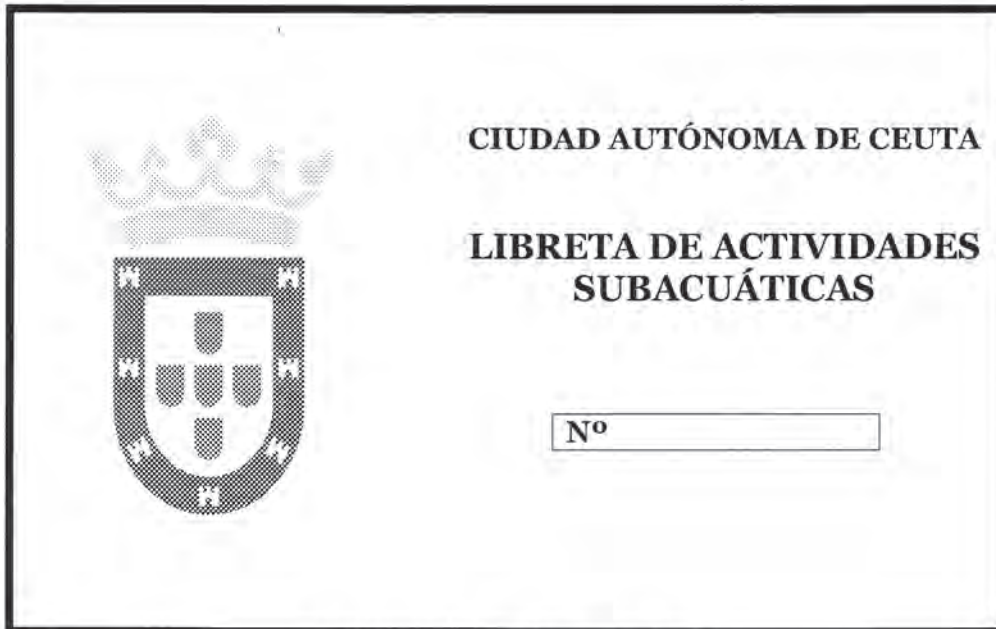 CIUDAD AUTÓNOMA DE CEUTA
LIBRETA DE ACTIVIDADES
SUBACUÁTICAS
Nº